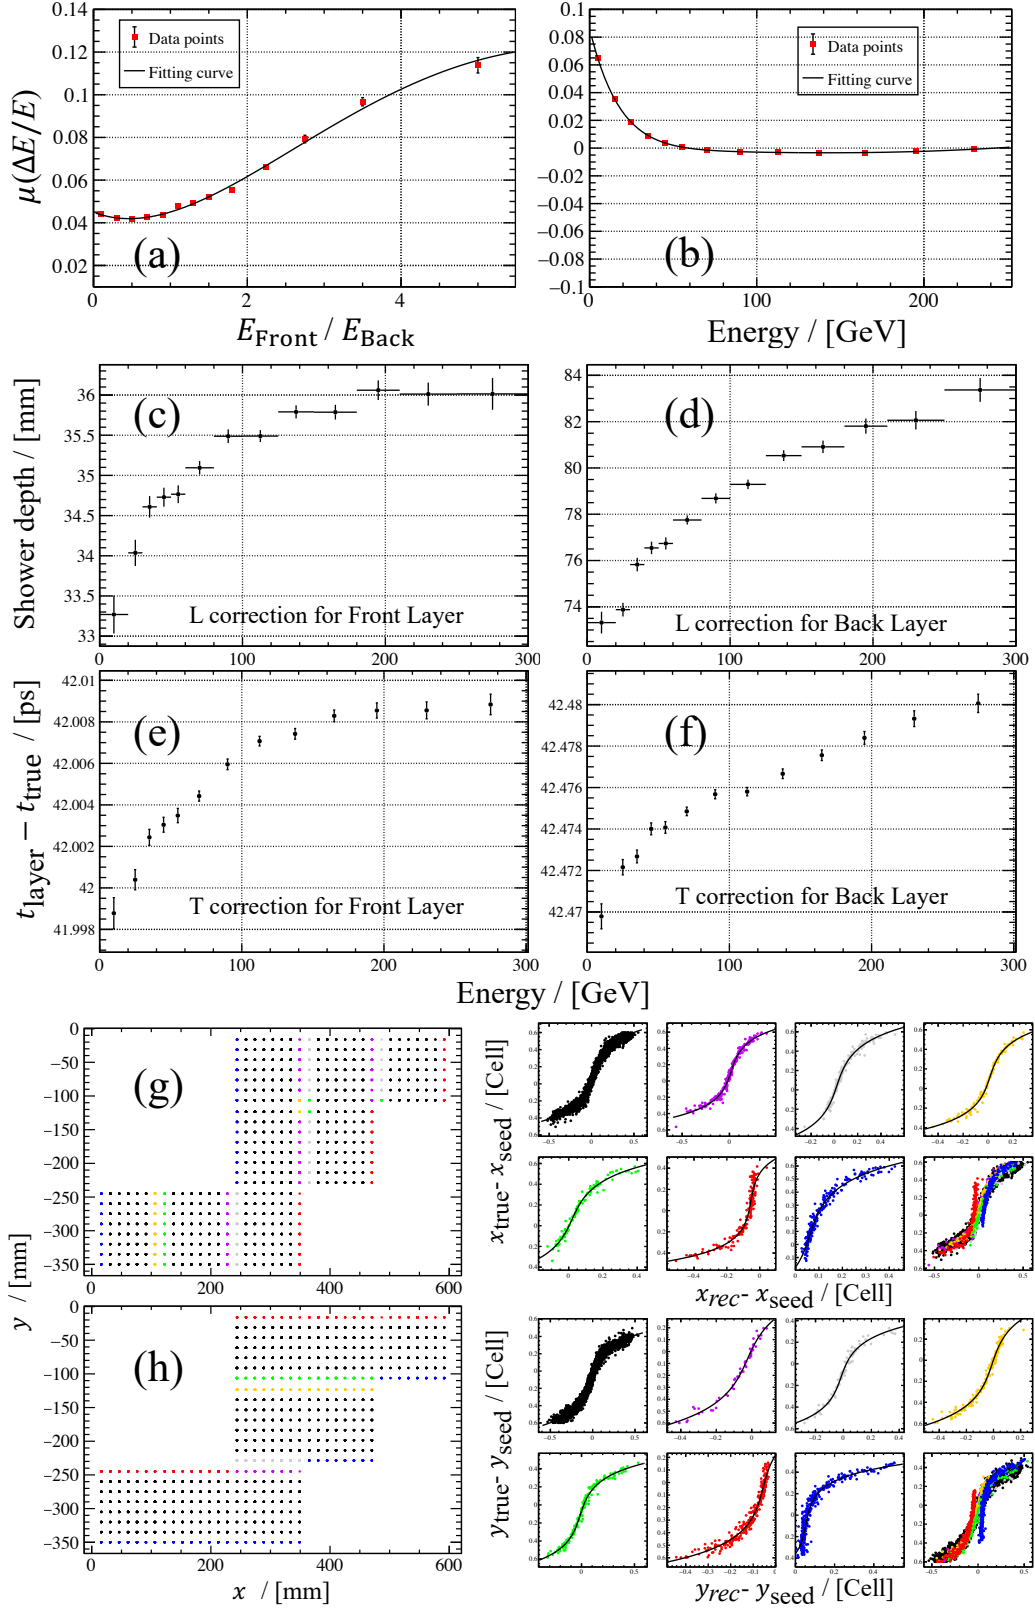 0.14
0.12
0.1
0.08
0.06
0.04
0.02
μ(ΔE/E)
Data points
Fitting curve
(a)
0 2 4
E_Front / E_Back
0.1
0.08
0.06
0.04
0.02
0
−0.02
−0.04
−0.06
−0.08
−0.1
Data points
Fitting curve
(b)
0 100 200
Energy / [GeV]
Shower depth / [mm]
36
35.5
35
34.5
34
33.5
33
(c)
L correction for Front Layer
0 100 200 300
84
82
80
78
76
74
(d)
L correction for Back Layer
0 100 200 300
t_layer − t_true / [ps]
42.01
42.008
42.006
42.004
42.002
42
41.998
(e)
T correction for Front Layer
0 100 200 300
42.48
42.478
42.476
42.474
42.472
42.47
(f)
T correction for Back Layer
0 100 200 300
Energy / [GeV]
0
−50
−100
−150
−200
−250
−300
−350
(g)
0 200 400 600
y / [mm]
0
−50
−100
−150
−200
−250
−300
−350
(h)
0 200 400 600
x / [mm]
x_true- x_seed / [Cell]
x_rec- x_seed / [Cell]
y_true- y_seed / [Cell]
y_rec- y_seed / [Cell]